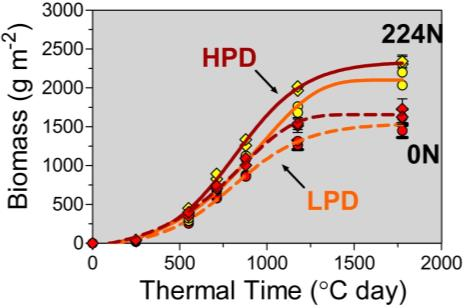 3000
2500
2000
1500
1000
500
0
Biomass (g m⁻²)
224N
HPD
0N
LPD
0 500 1000 1500 2000
Thermal Time (°C day)